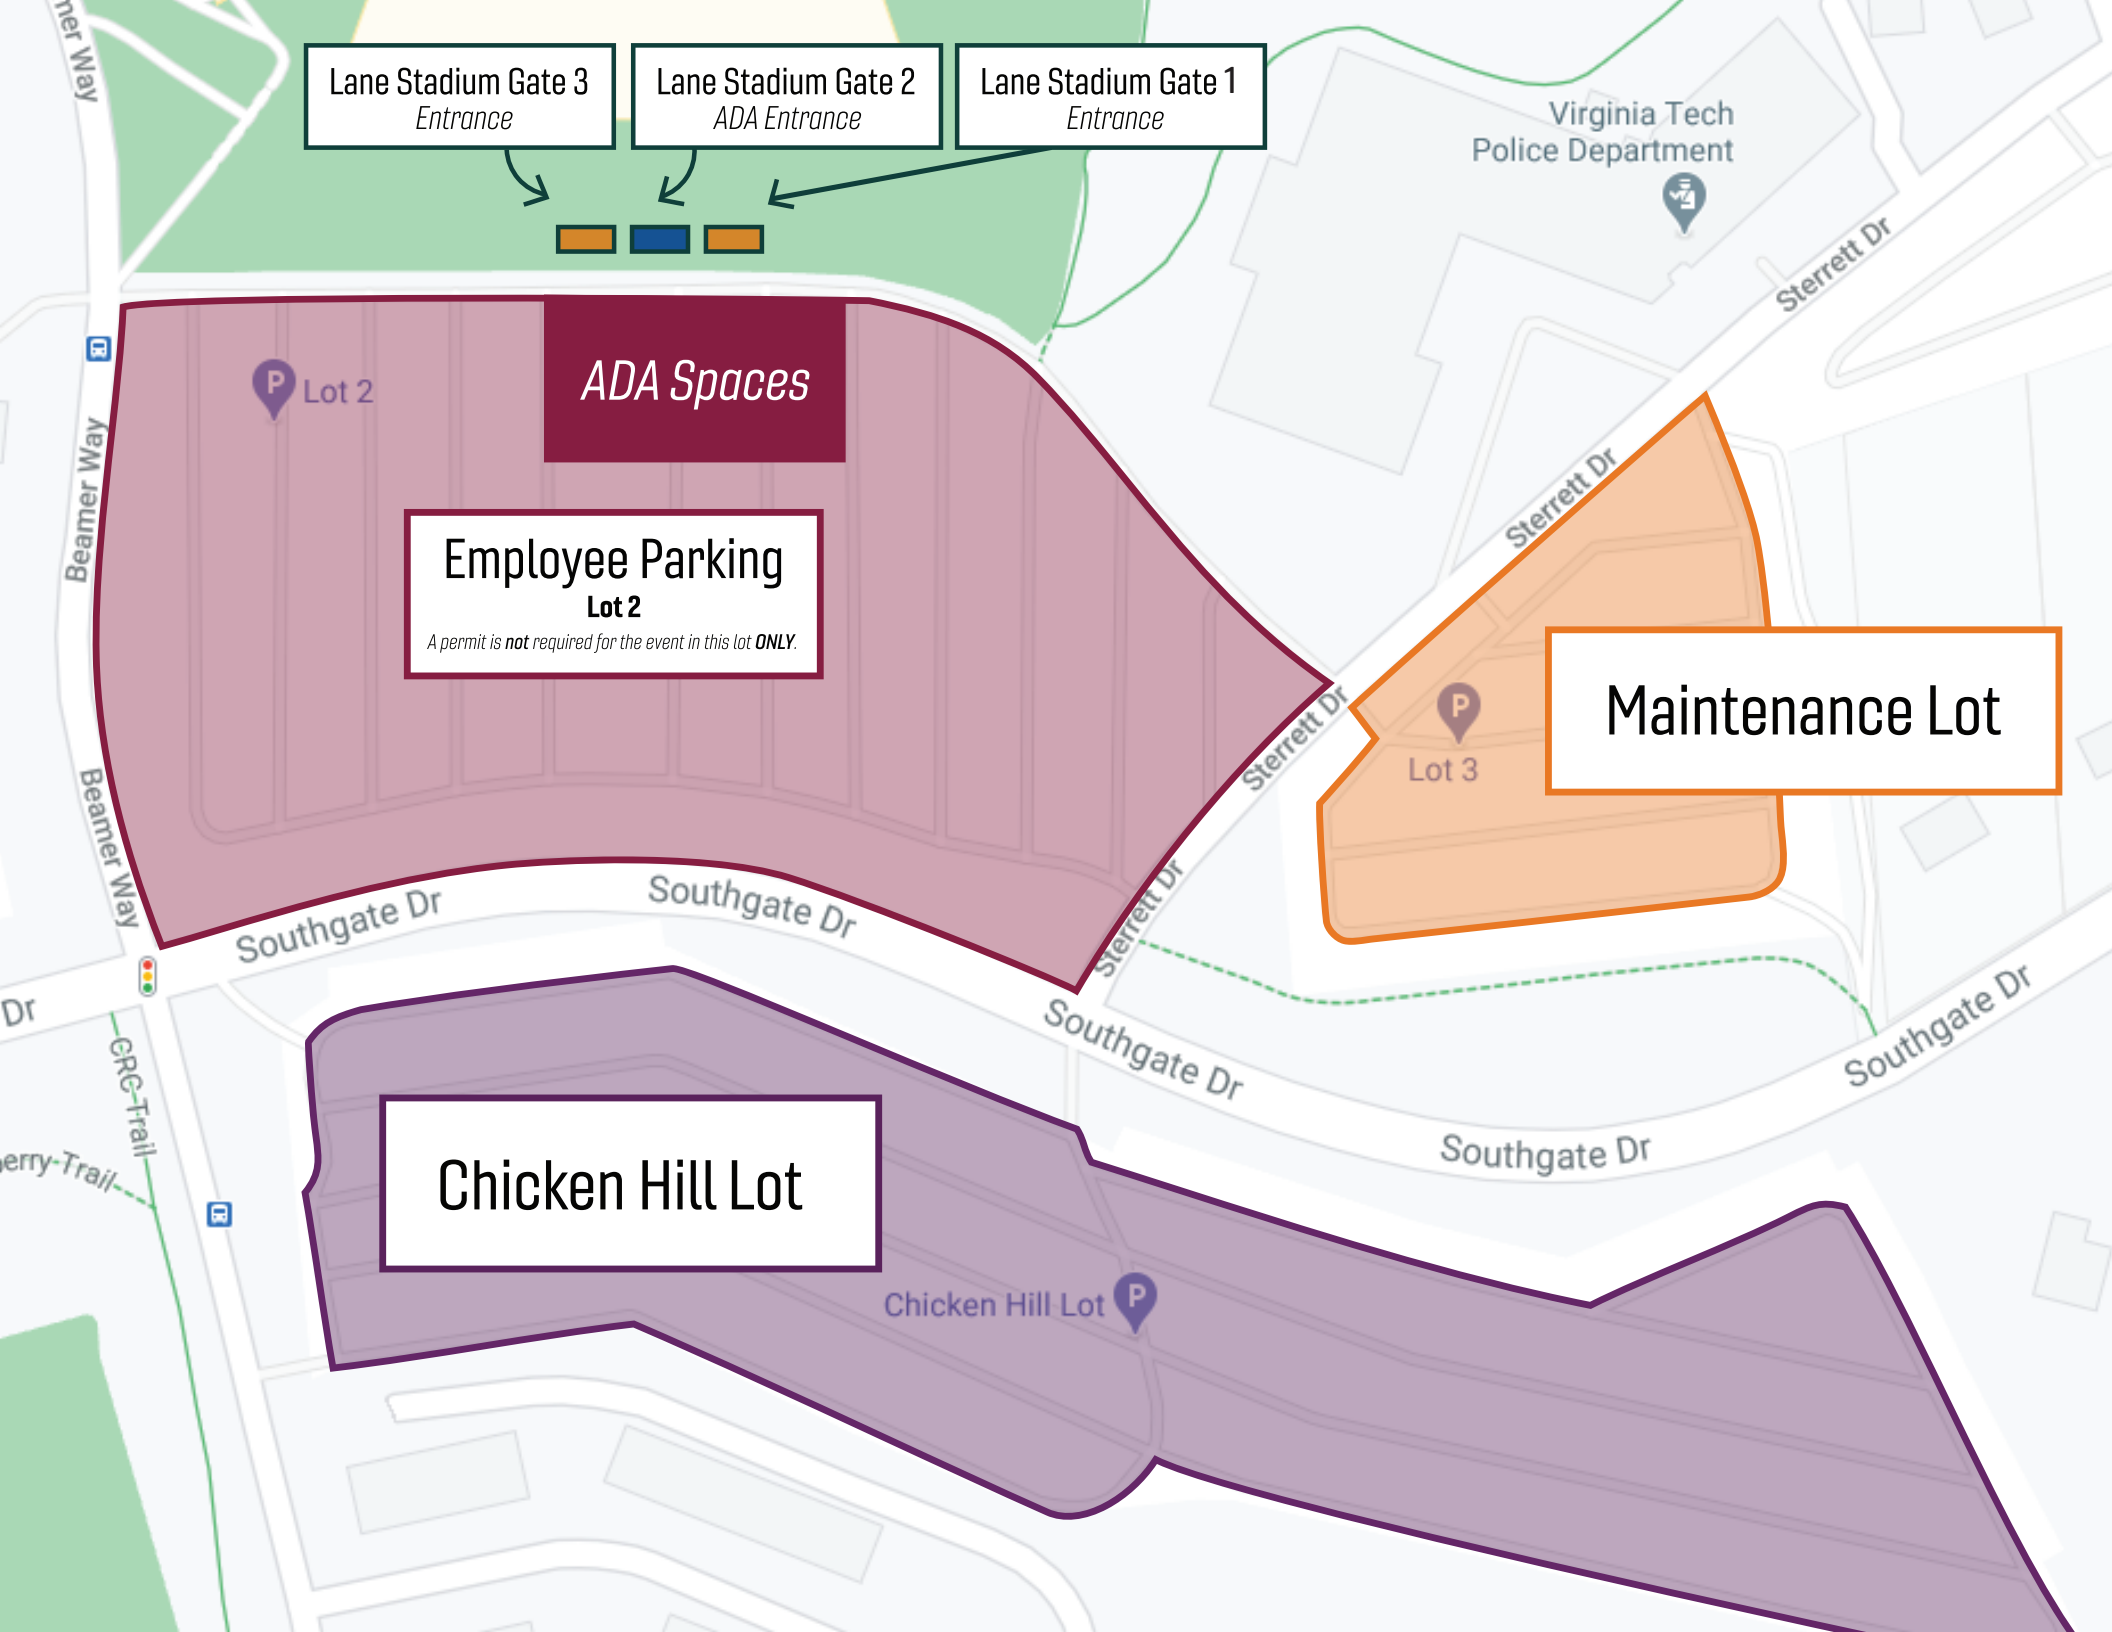 mer Way
Lane Stadium Gate 3
Entrance
Lane Stadium Gate 2
ADA Entrance
Lane Stadium Gate 1
Entrance
Virginia Tech
Police Department
Sterrett Dr
P Lot 2
ADA Spaces
Beamer Way
Sterrett Dr
Employee Parking
Lot 2
A permit is not required for the event in this lot ONLY.
Sterrett Dr
P
Lot 3
Maintenance Lot
Beamer Way
Southgate Dr
Southgate Dr
Sterrett Dr
Dr
Southgate Dr
Southgate Dr
CRC Trail
erry Trail
Southgate Dr
Chicken Hill Lot
Chicken Hill Lot P